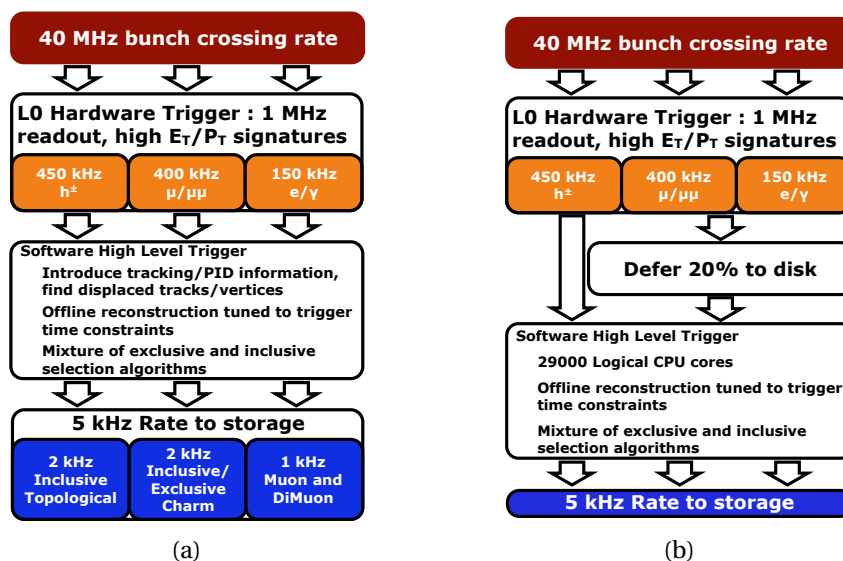 40 MHz bunch crossing rate
L0 Hardware Trigger : 1 MHz
readout, high E_T/P_T signatures
450 kHz
h±
400 kHz
μ/μμ
150 kHz
e/γ
Software High Level Trigger
Introduce tracking/PID information,
find displaced tracks/vertices
Offline reconstruction tuned to trigger
time constraints
Mixture of exclusive and inclusive
selection algorithms
5 kHz Rate to storage
2 kHz
Inclusive
Topological
2 kHz
Inclusive/
Exclusive
Charm
1 kHz
Muon and
DiMuon
(a)
40 MHz bunch crossing rate
L0 Hardware Trigger : 1 MHz
readout, high E_T/P_T signatures
450 kHz
h±
400 kHz
μ/μμ
150 kHz
e/γ
Defer 20% to disk
Software High Level Trigger
29000 Logical CPU cores
Offline reconstruction tuned to trigger
time constraints
Mixture of exclusive and inclusive
selection algorithms
5 kHz Rate to storage
(b)